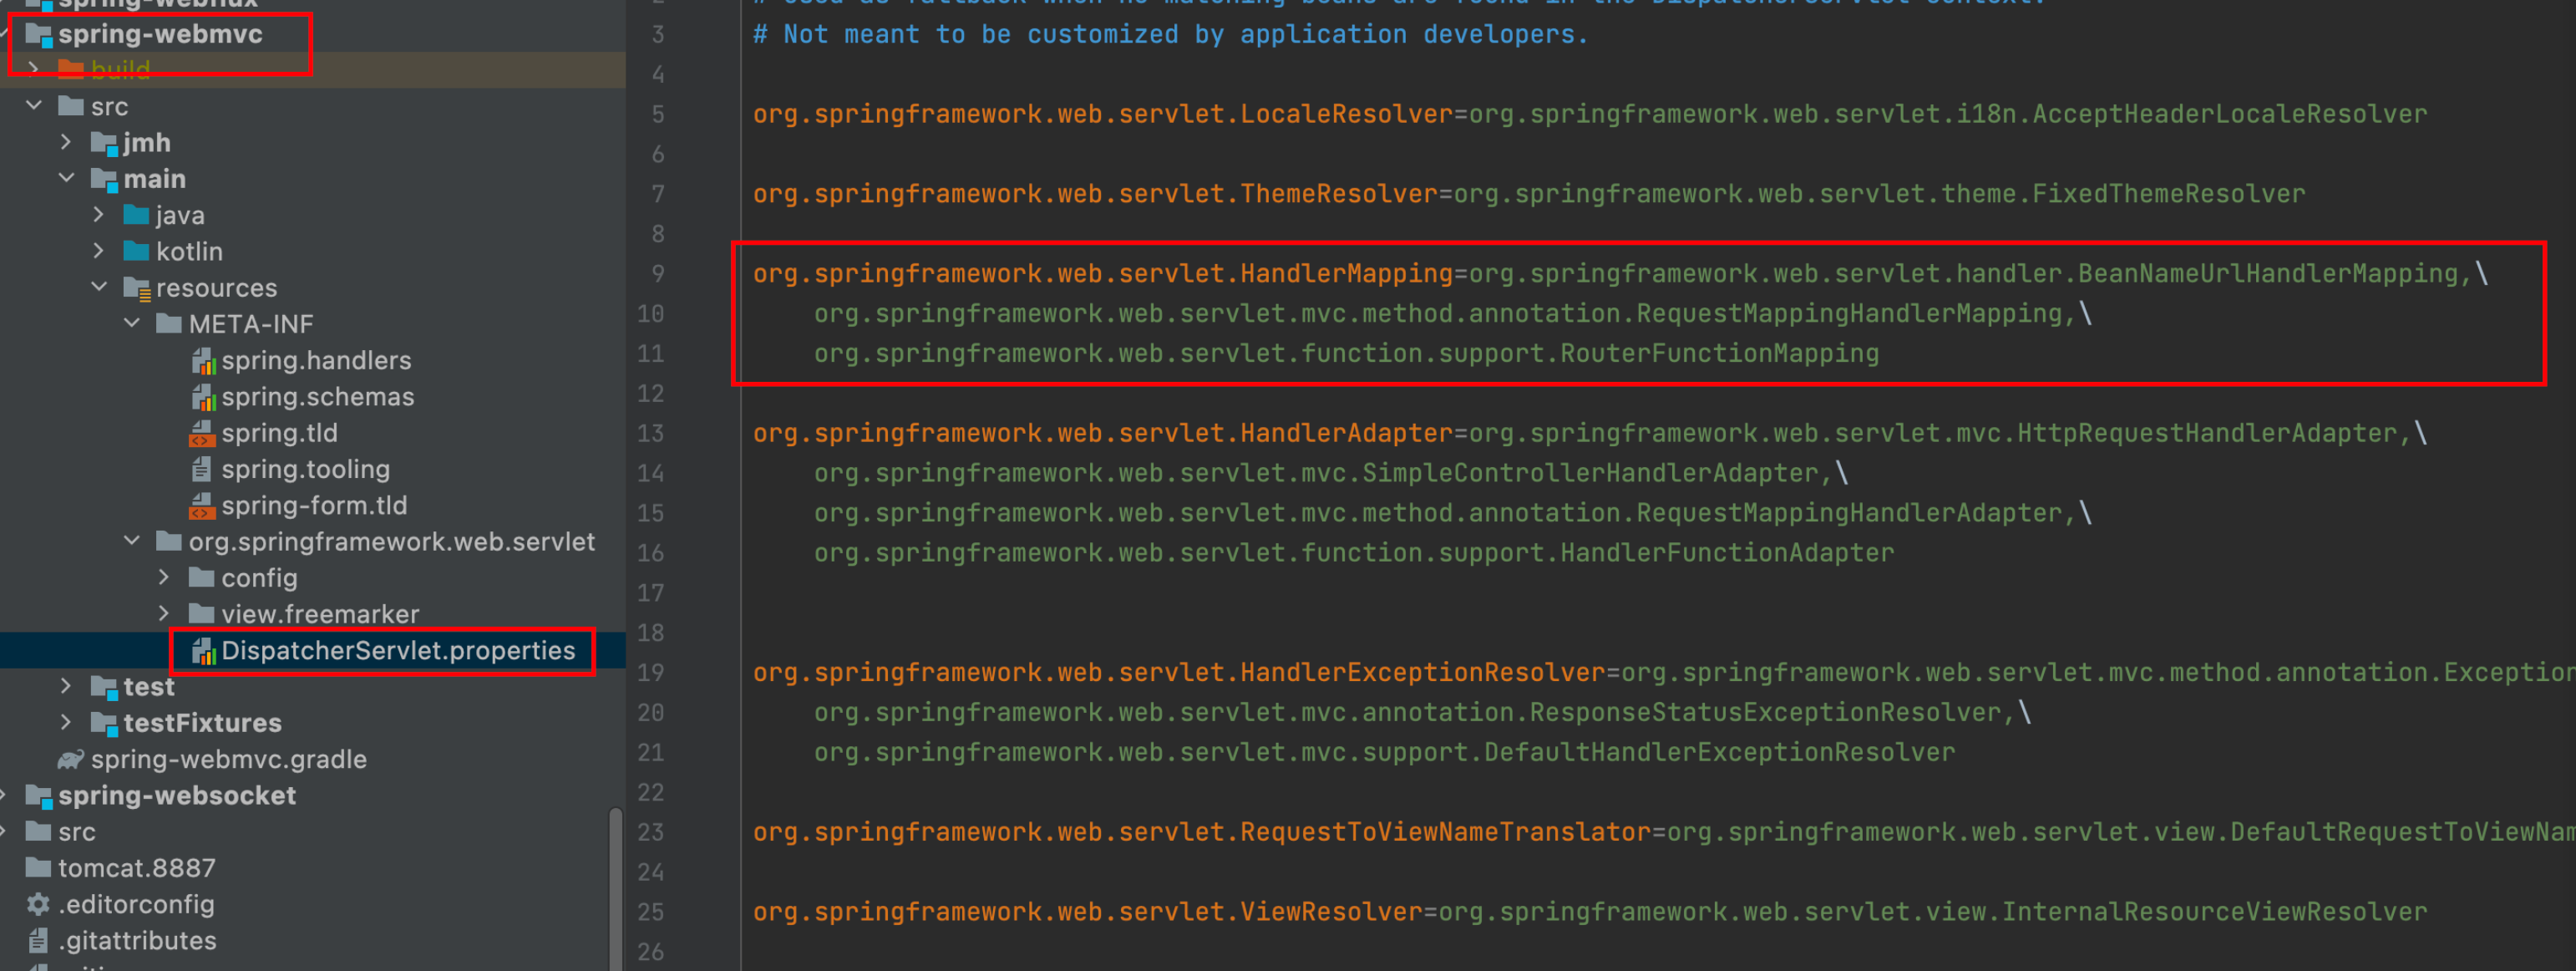 spring-webflux
spring-webmvc
build
src
jmh
main
java
kotlin
resources
META-INF
spring.handlers
spring.schemas
spring.tld
spring.tooling
spring-form.tld
org.springframework.web.servlet
config
view.freemarker
DispatcherServlet.properties
test
testFixtures
spring-webmvc.gradle
spring-websocket
src
tomcat.8887
.editorconfig
.gitattributes
2 # Used as fallback when no matching beans are found in the DispatcherServlet context.
3 # Not meant to be customized by application developers.
4
5 org.springframework.web.servlet.LocaleResolver=org.springframework.web.servlet.i18n.AcceptHeaderLocaleResolver
6
7 org.springframework.web.servlet.ThemeResolver=org.springframework.web.servlet.theme.FixedThemeResolver
8
9 org.springframework.web.servlet.HandlerMapping=org.springframework.web.servlet.handler.BeanNameUrlHandlerMapping,\
10 org.springframework.web.servlet.mvc.method.annotation.RequestMappingHandlerMapping,\
11 org.springframework.web.servlet.function.support.RouterFunctionMapping
12
13 org.springframework.web.servlet.HandlerAdapter=org.springframework.web.servlet.mvc.HttpRequestHandlerAdapter,\
14 org.springframework.web.servlet.mvc.SimpleControllerHandlerAdapter,\
15 org.springframework.web.servlet.mvc.method.annotation.RequestMappingHandlerAdapter,\
16 org.springframework.web.servlet.function.support.HandlerFunctionAdapter
17
18
19 org.springframework.web.servlet.HandlerExceptionResolver=org.springframework.web.servlet.mvc.method.annotation.Exception
20 org.springframework.web.servlet.mvc.annotation.ResponseStatusExceptionResolver,\
21 org.springframework.web.servlet.mvc.support.DefaultHandlerExceptionResolver
22
23 org.springframework.web.servlet.RequestToViewNameTranslator=org.springframework.web.servlet.view.DefaultRequestToViewNam
24
25 org.springframework.web.servlet.ViewResolver=org.springframework.web.servlet.view.InternalResourceViewResolver
26